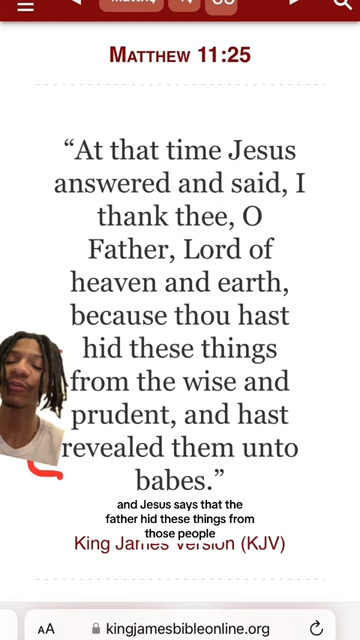 MATTHEW 11:25
“At that time Jesus
answered and said, I
thank thee, O
Father, Lord of
heaven and earth,
because thou hast
hid these things
from the wise and
prudent, and hast
revealed them unto
babes.”
and Jesus says that the
father hid these things from
those people
King James Version (KJV)
AA kingjamesbibleonline.org